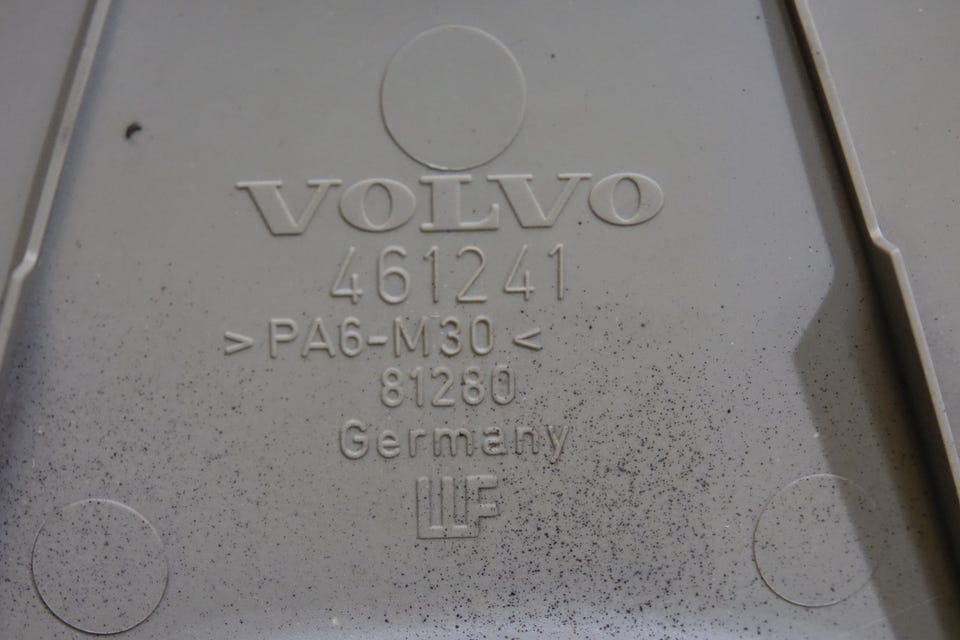 VOLVO
461241
>PA6-M30<
81280
Germany